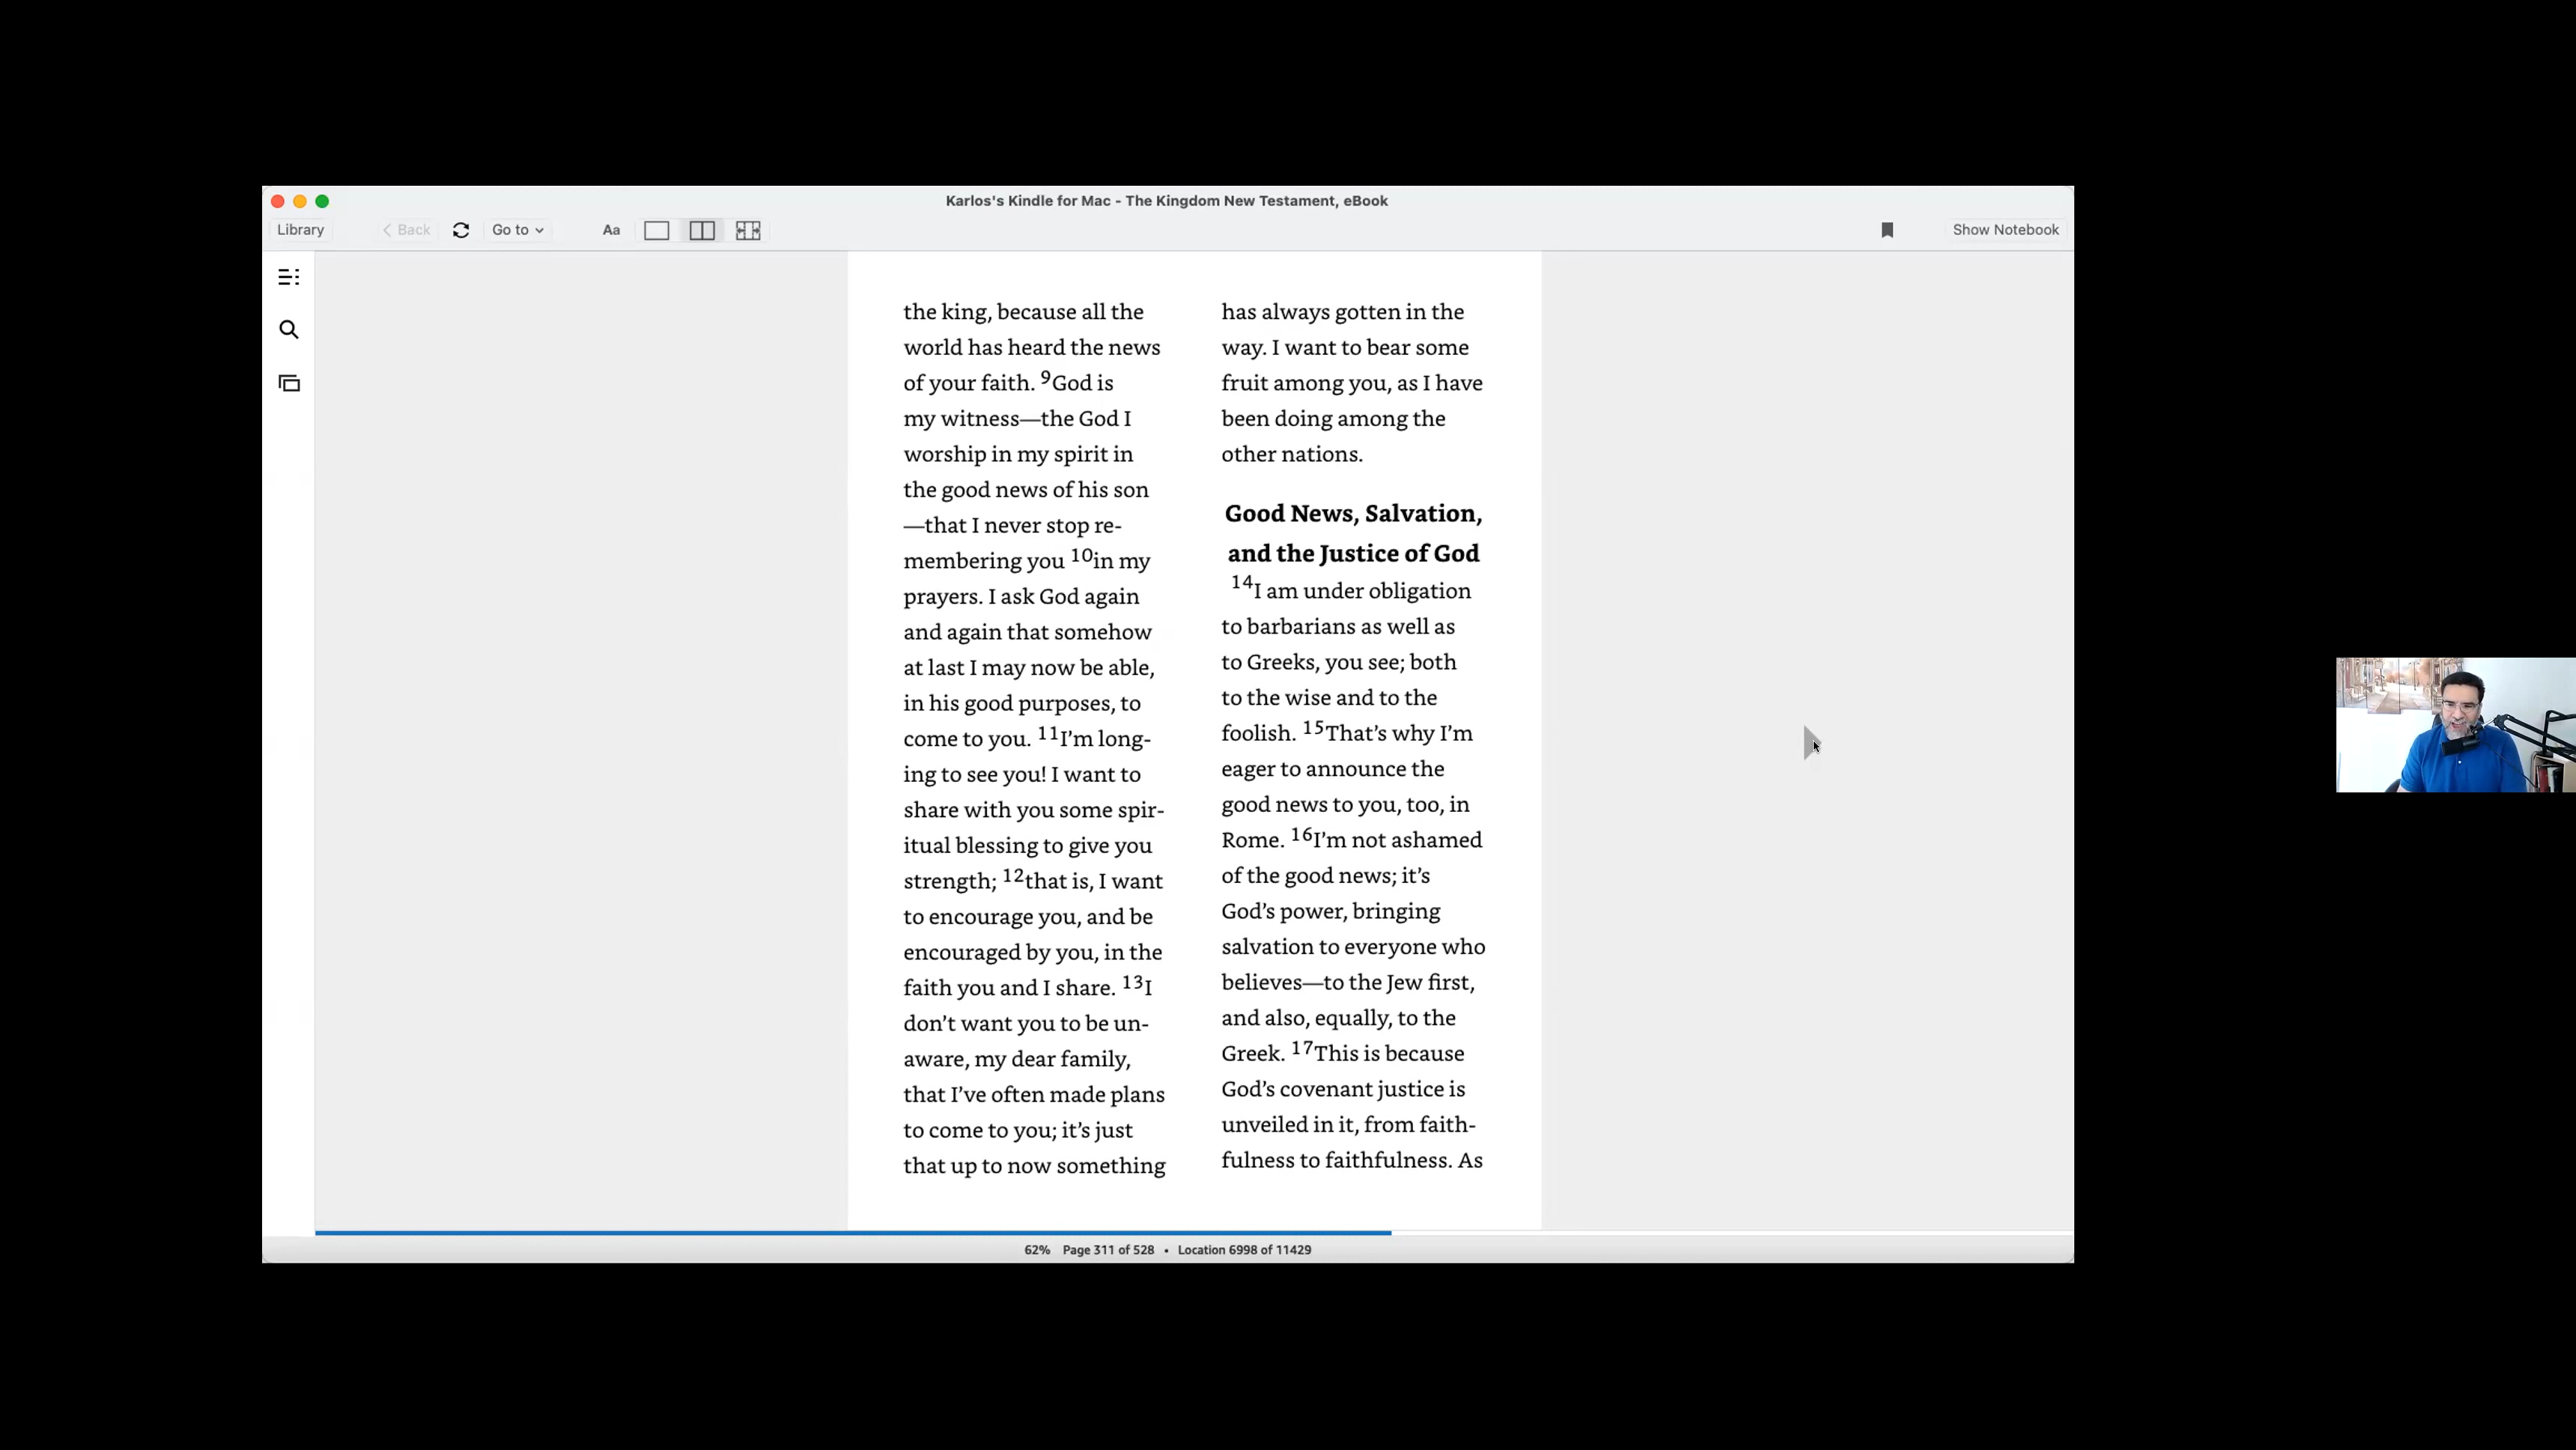 Karlos's Kindle for Mac - The Kingdom New Testament, eBook
Library
Back
Go to
Aa
Show Notebook
the king, because all the
world has heard the news
of your faith. 9God is
my witness—the God I
worship in my spirit in
the good news of his son
—that I never stop re-
membering you 10in my
prayers. I ask God again
and again that somehow
at last I may now be able,
in his good purposes, to
come to you. 11I’m long-
ing to see you! I want to
share with you some spir-
itual blessing to give you
strength; 12that is, I want
to encourage you, and be
encouraged by you, in the
faith you and I share. 13I
don’t want you to be un-
aware, my dear family,
that I’ve often made plans
to come to you; it’s just
that up to now something
has always gotten in the
way. I want to bear some
fruit among you, as I have
been doing among the
other nations.
Good News, Salvation,
and the Justice of God
14I am under obligation
to barbarians as well as
to Greeks, you see; both
to the wise and to the
foolish. 15That’s why I’m
eager to announce the
good news to you, too, in
Rome. 16I’m not ashamed
of the good news; it’s
God’s power, bringing
salvation to everyone who
believes—to the Jew first,
and also, equally, to the
Greek. 17This is because
God’s covenant justice is
unveiled in it, from faith-
fulness to faithfulness. As
62% Page 311 of 528 • Location 6998 of 11429